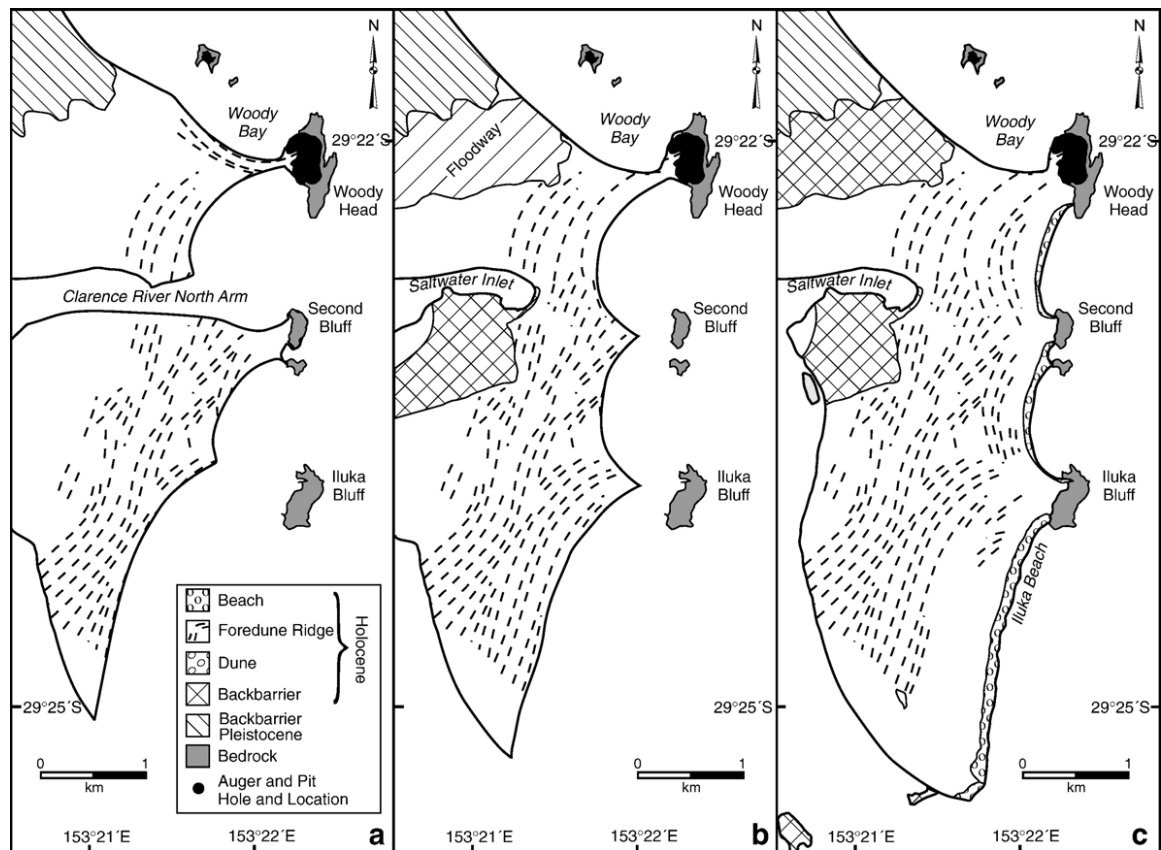 N
Woody
Bay
29°22´S
Woody
Head
Clarence River North Arm
Second
Bluff
Iluka
Bluff
Beach
Foredune Ridge
Dune
Backbarrier
Holocene
Backbarrier
Pleistocene
Bedrock
Auger and Pit
Hole and Location
29°25´S
0 1
km
153°21´E 153°22´E
a
N
Woody
Bay
29°22´S
Floodway
Woody
Head
Saltwater Inlet
Second
Bluff
Iluka
Bluff
29°25´S
0 1
km
153°21´E 153°22´E
b
N
Woody
Bay
Woody
Head
Saltwater Inlet
Second
Bluff
Iluka
Bluff
Iluka Beach
0 1
km
153°21´E 153°22´E
c